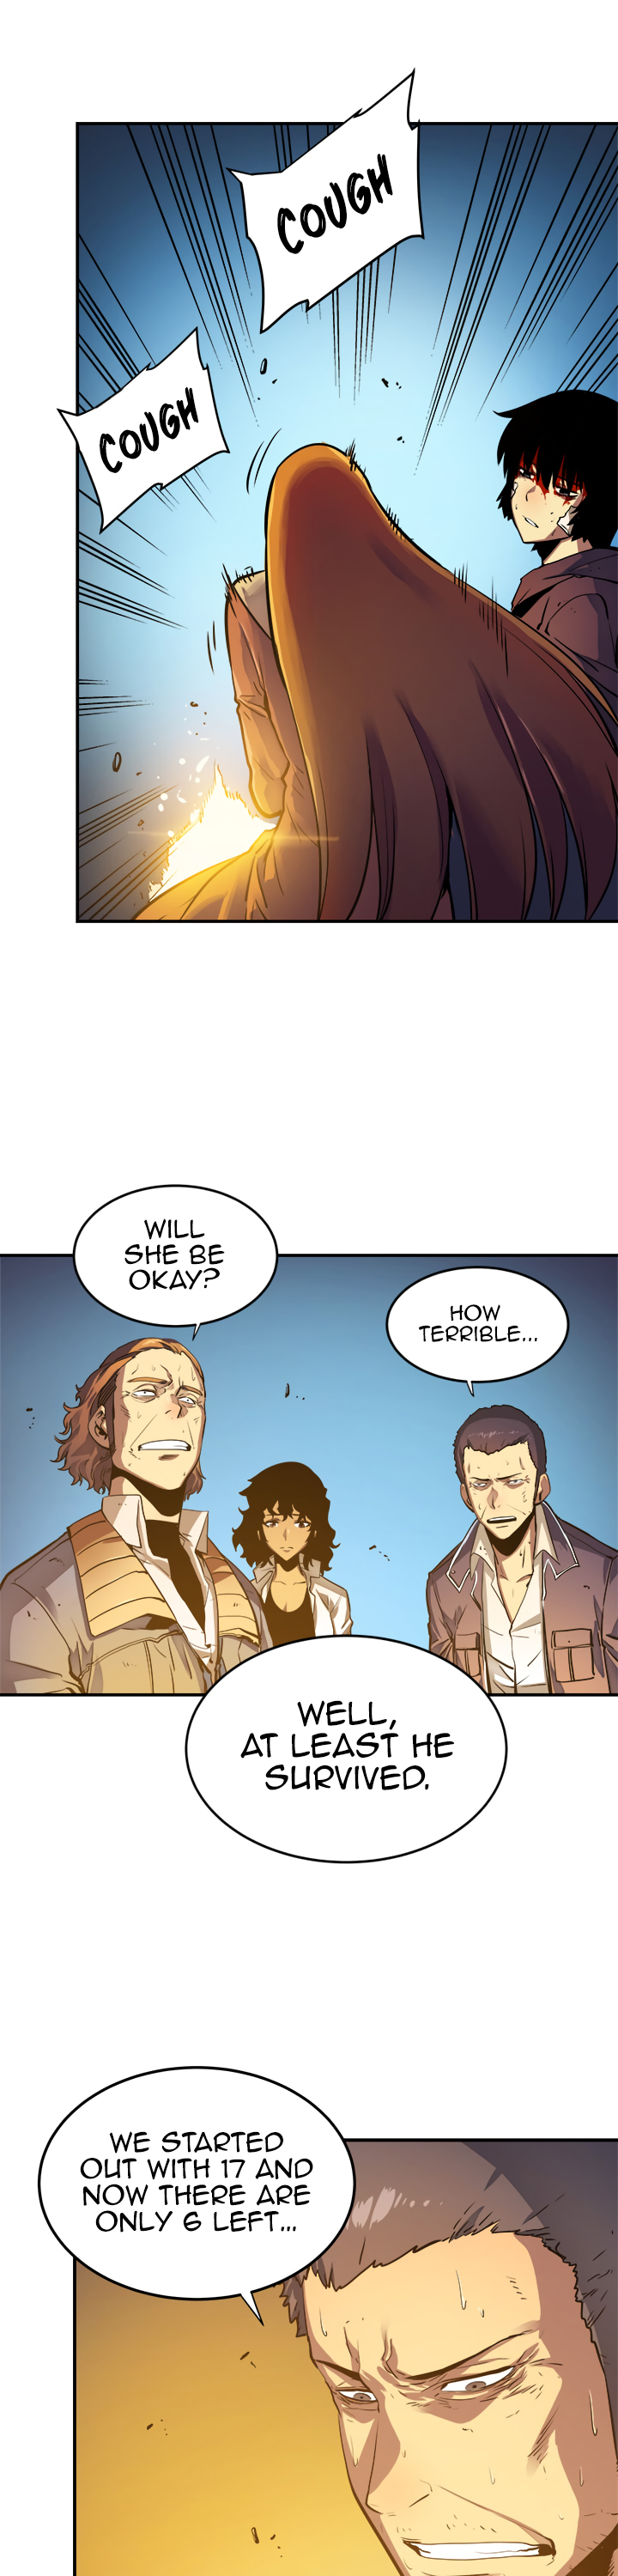 COUGH
COUGH
WILL
SHE BE
OKAY?
HOW
TERRIBLE...
WELL,
AT LEAST HE
SURVIVED.
WE STARTED
OUT WITH 17 AND
NOW THERE ARE
ONLY 6 LEFT...